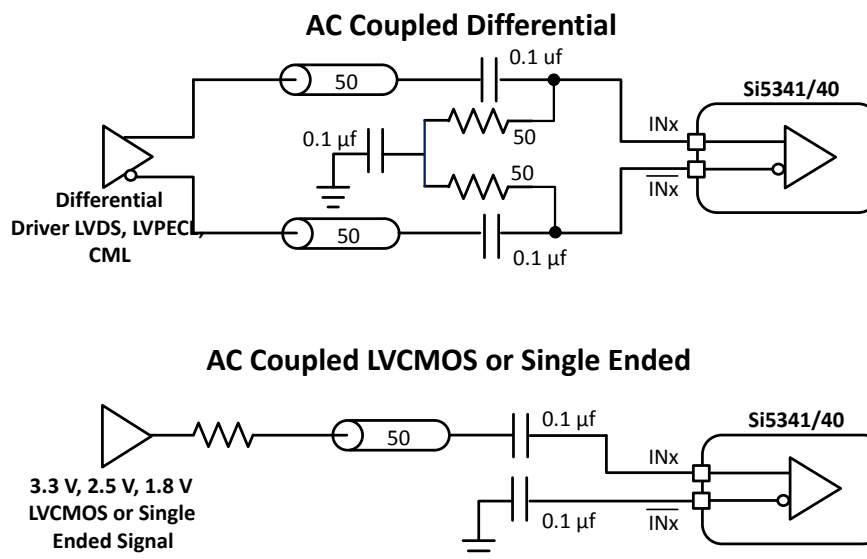 AC Coupled Differential
0.1 uf
50
Si5341/40
INx
50
0.1 µf
50
INx
Differential
Driver LVDS, LVPECL,
CML
50
0.1 µf
AC Coupled LVCMOS or Single Ended
0.1 µf
Si5341/40
50
INx
3.3 V, 2.5 V, 1.8 V
LVCMOS or Single
Ended Signal
0.1 µf
INx